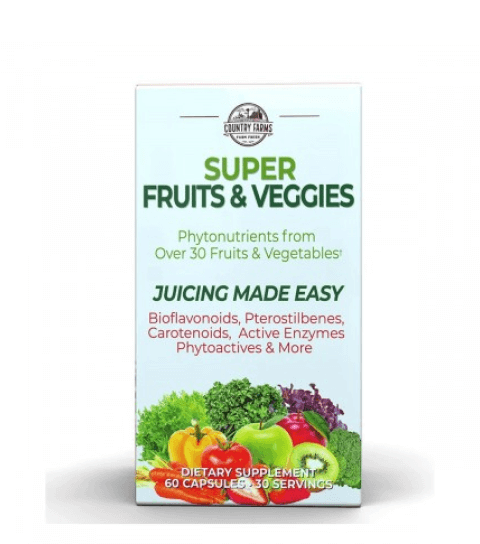 COUNTRY FARMS
SUPER
FRUITS & VEGGIES
Phytonutrients from
Over 30 Fruits & Vegetables†
JUICING MADE EASY
Bioflavonoids, Pterostilbenes,
Carotenoids, Active Enzymes
Phytoactives & More
DIETARY SUPPLEMENT
60 CAPSULES - 30 SERVINGS